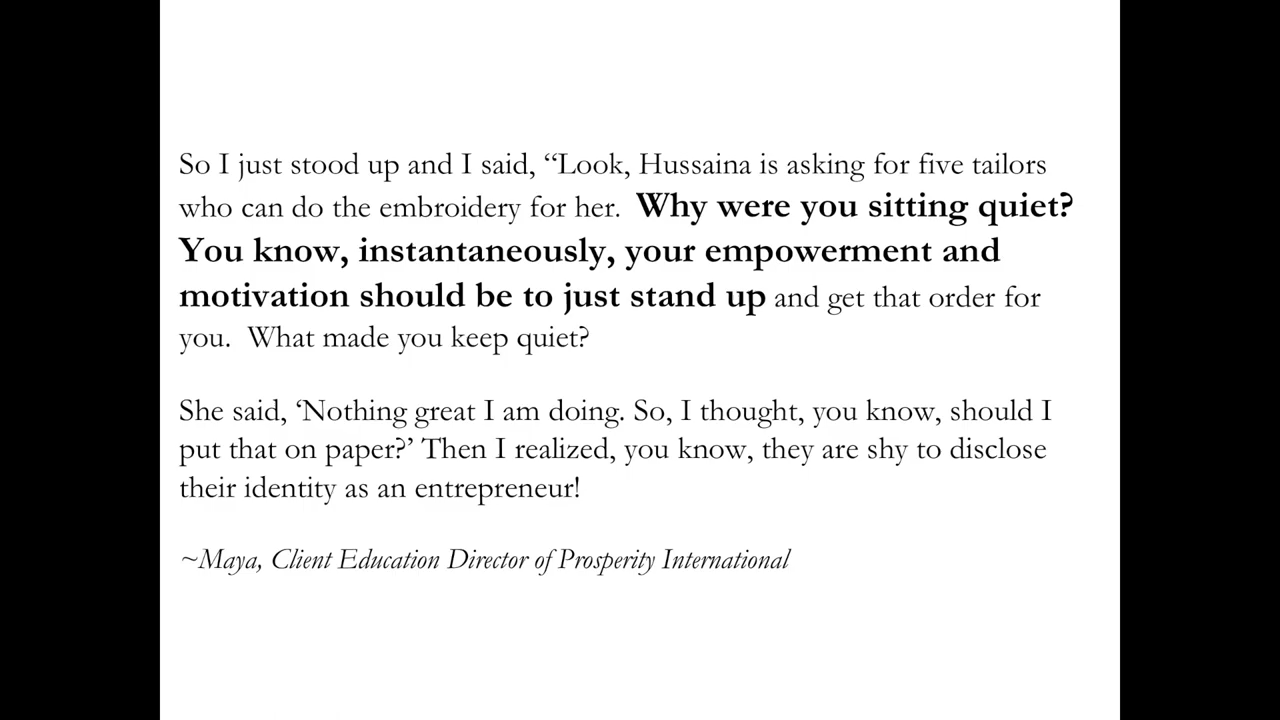 So I just stood up and I said, “Look, Hussaina is asking for five tailors
who can do the embroidery for her.  Why were you sitting quiet?
You know, instantaneously, your empowerment and
motivation should be to just stand up and get that order for
you.  What made you keep quiet?
She said, ‘Nothing great I am doing. So, I thought, you know, should I
put that on paper?’ Then I realized, you know, they are shy to disclose
their identity as an entrepreneur!
~Maya, Client Education Director of Prosperity International